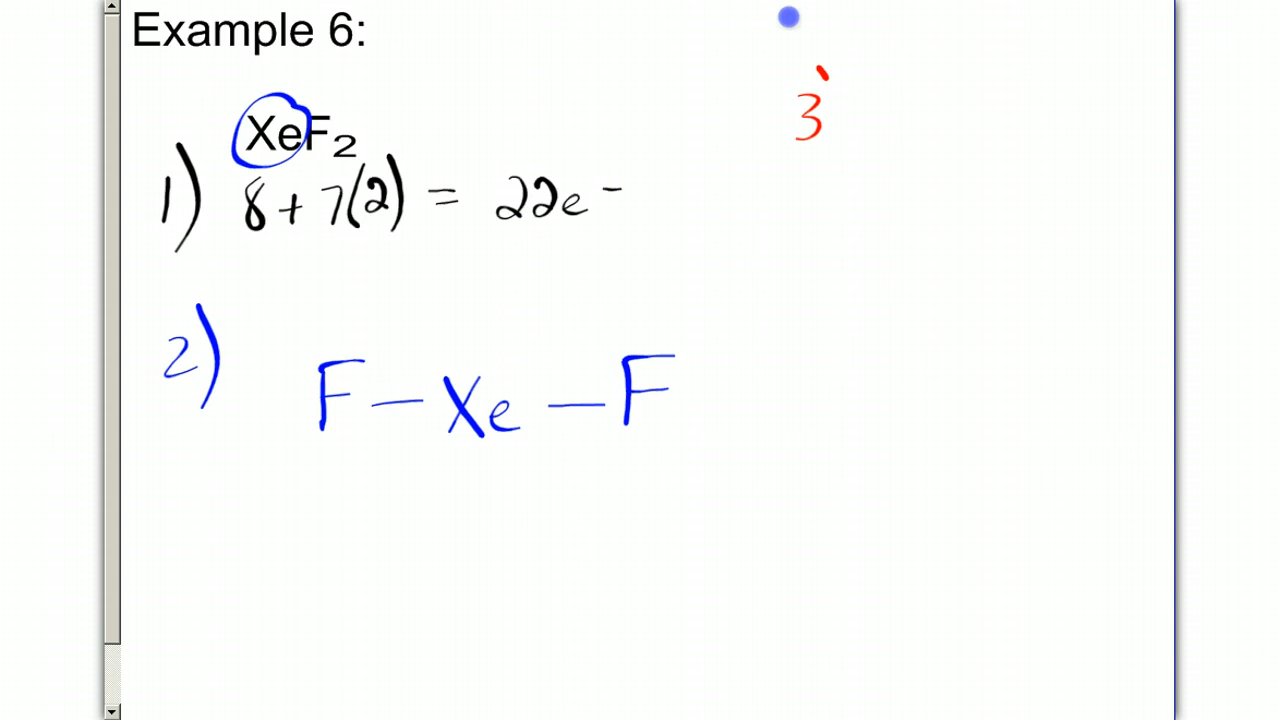 Example 6:
XeF₂
1) 8 + 7(2) = 22e⁻
2) F – Xe – F
3